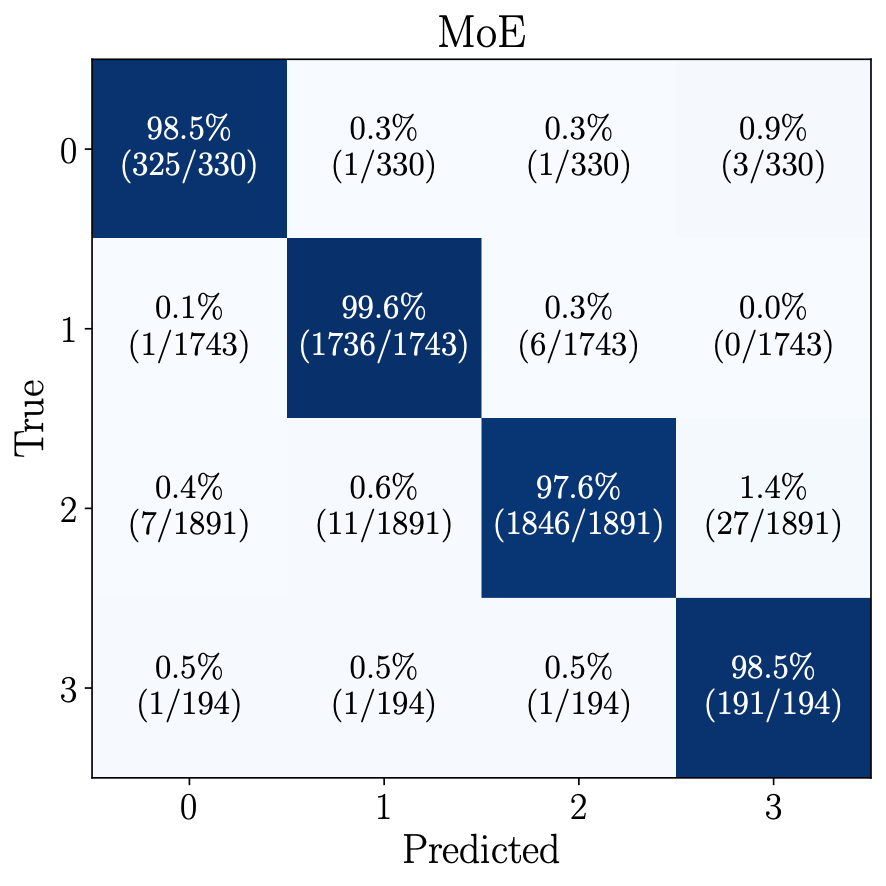 MoE
98.5% 0.3% 0.3% 0.9%
0 (325/330) (1/330) (1/330) (3/330)
0.1% 99.6% 0.3% 0.0%
1 (1/1743) (1736/1743) (6/1743) (0/1743)
True
0.4% 0.6% 97.6% 1.4%
2 (7/1891) (11/1891) (1846/1891) (27/1891)
0.5% 0.5% 0.5% 98.5%
3 (1/194) (1/194) (1/194) (191/194)
0 1 2 3
Predicted